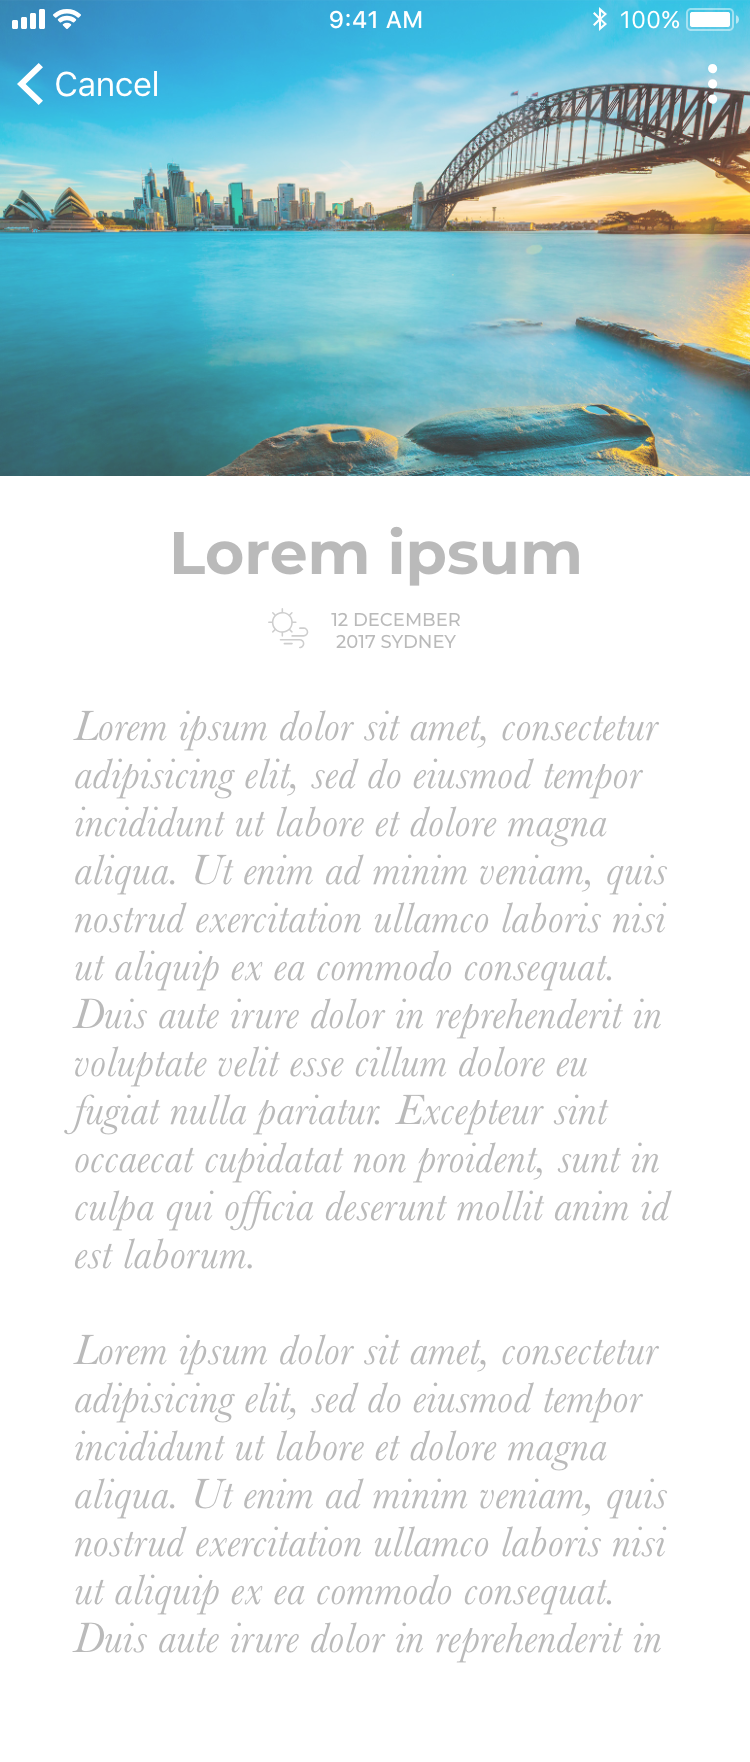 9:41 AM
100%
Cancel
Lorem ipsum
12 DECEMBER
2017 SYDNEY
Lorem ipsum dolor sit amet, consectetur
adipisicing elit, sed do eiusmod tempor
incididunt ut labore et dolore magna
aliqua. Ut enim ad minim veniam, quis
nostrud exercitation ullamco laboris nisi
ut aliquip ex ea commodo consequat.
Duis aute irure dolor in reprehenderit in
voluptate velit esse cillum dolore eu
fugiat nulla pariatur. Excepteur sint
occaecat cupidatat non proident, sunt in
culpa qui officia deserunt mollit anim id
est laborum.
Lorem ipsum dolor sit amet, consectetur
adipisicing elit, sed do eiusmod tempor
incididunt ut labore et dolore magna
aliqua. Ut enim ad minim veniam, quis
nostrud exercitation ullamco laboris nisi
ut aliquip ex ea commodo consequat.
Duis aute irure dolor in reprehenderit in